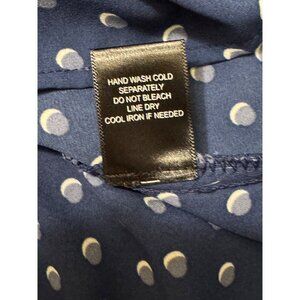 HAND WASH COLD
SEPARATELY
DO NOT BLEACH
LINE DRY
COOL IRON IF NEEDED